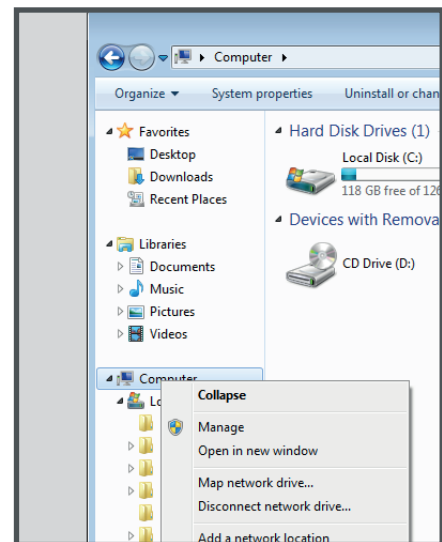 Computer
Organize System properties Uninstall or chan
Favorites
Desktop
Downloads
Recent Places
Libraries
Documents
Music
Pictures
Videos
Computer
Lo
Hard Disk Drives (1)
Local Disk (C:)
118 GB free of 126
Devices with Remova
CD Drive (D:)
Collapse
Manage
Open in new window
Map network drive...
Disconnect network drive...
Add a network location